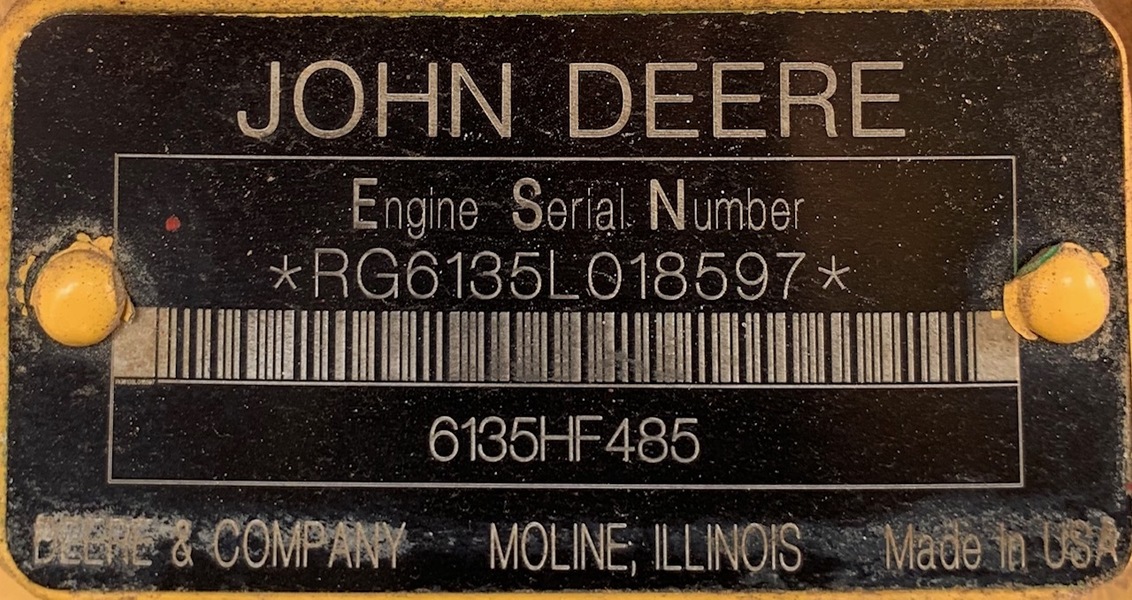 JOHN DEERE
Engine Serial Number
*RG6135L018597*
6135HF485
DEERE & COMPANY MOLINE, ILLINOIS Made in USA